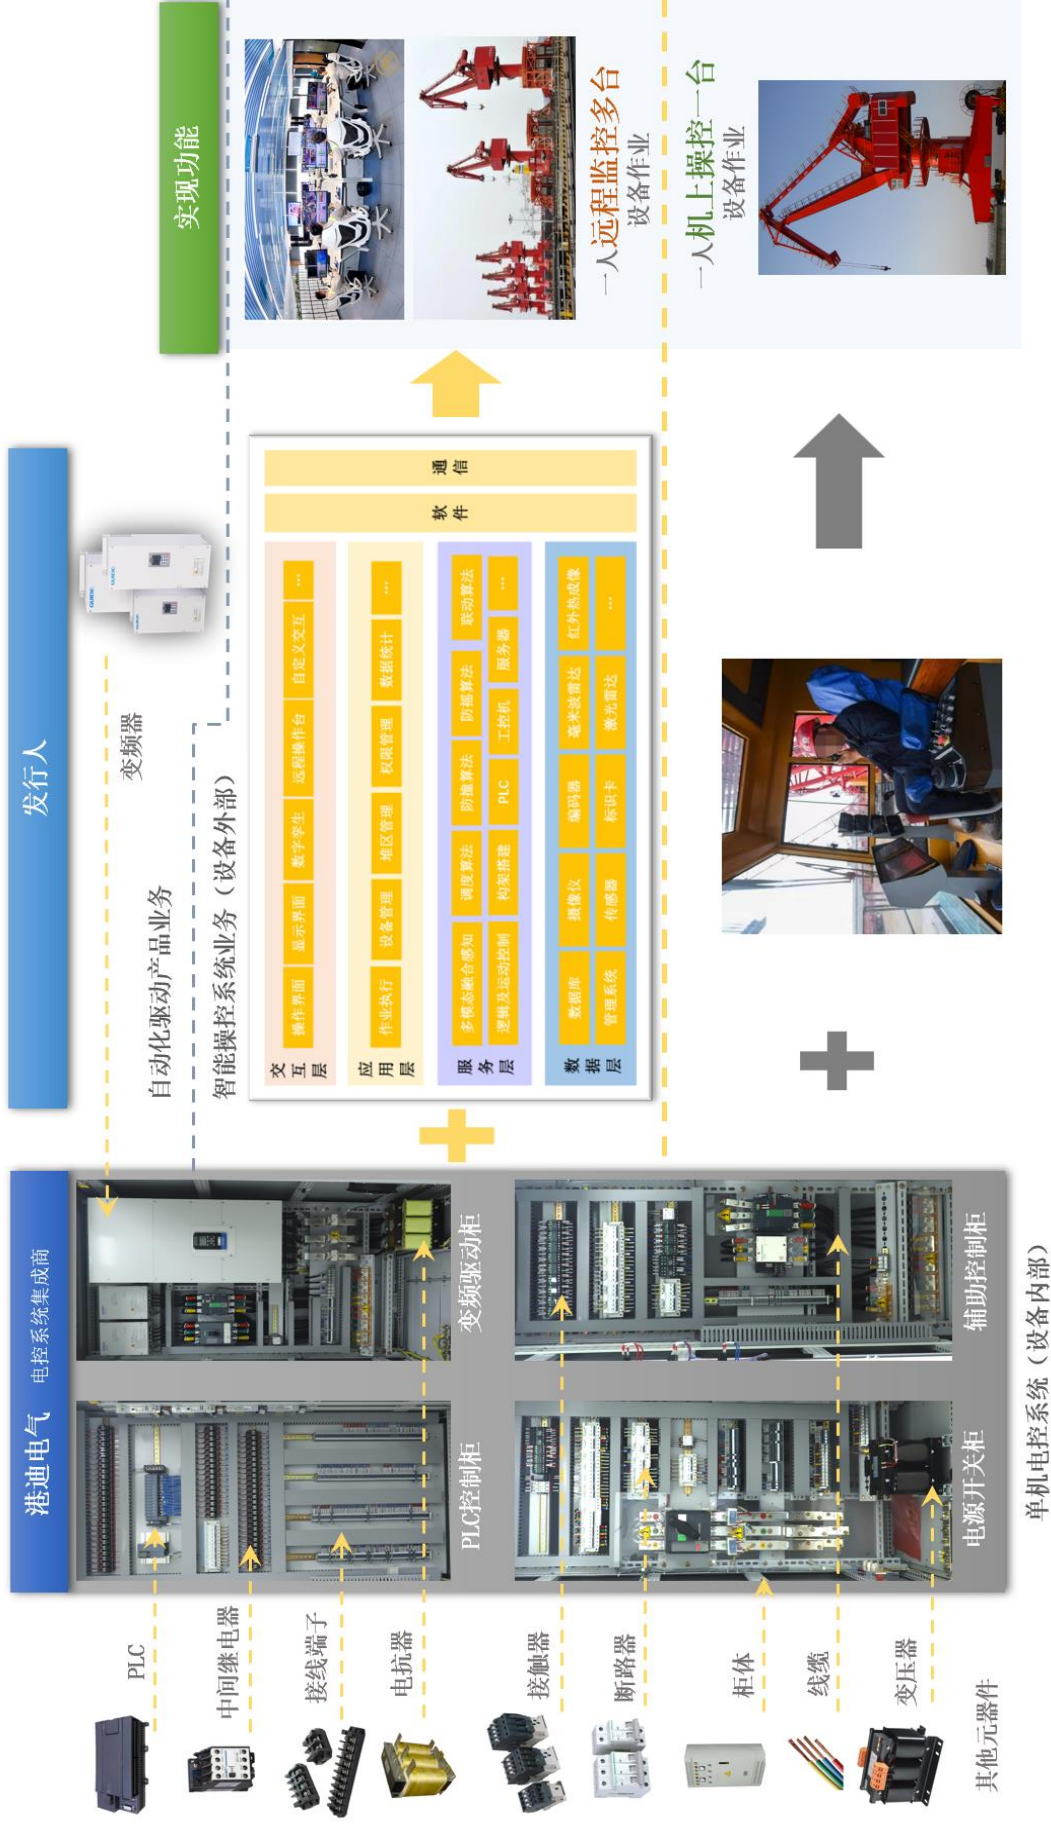 港迪电气 电控系统集成商
发行人
实现功能
PLC
中间继电器
接线端子
电抗器
接触器
断路器
柜体
线缆
变压器
其他元器件
PLC控制柜
变频驱动柜
电源开关柜
辅助控制柜
单机电控系统（设备内部）
变频器
自动化驱动产品业务
智能操控系统业务（设备外部）
交互层
操作界面
显示界面
数字孪生
远程操作台
自定义交互
...
应用层
作业执行
设备管理
堆区管理
权限管理
数据统计
...
服务层
多模态融合感知
调度算法
防撞算法
防摇算法
联动算法
逻辑及运动控制
构架搭建
PLC
工控机
服务器
...
数据层
数据库
摄像仪
编码器
毫米波雷达
红外热成像
管理系统
传感器
标识卡
激光雷达
...
软件
通信
一人远程监控多台
设备作业
一人机上操控一台
设备作业